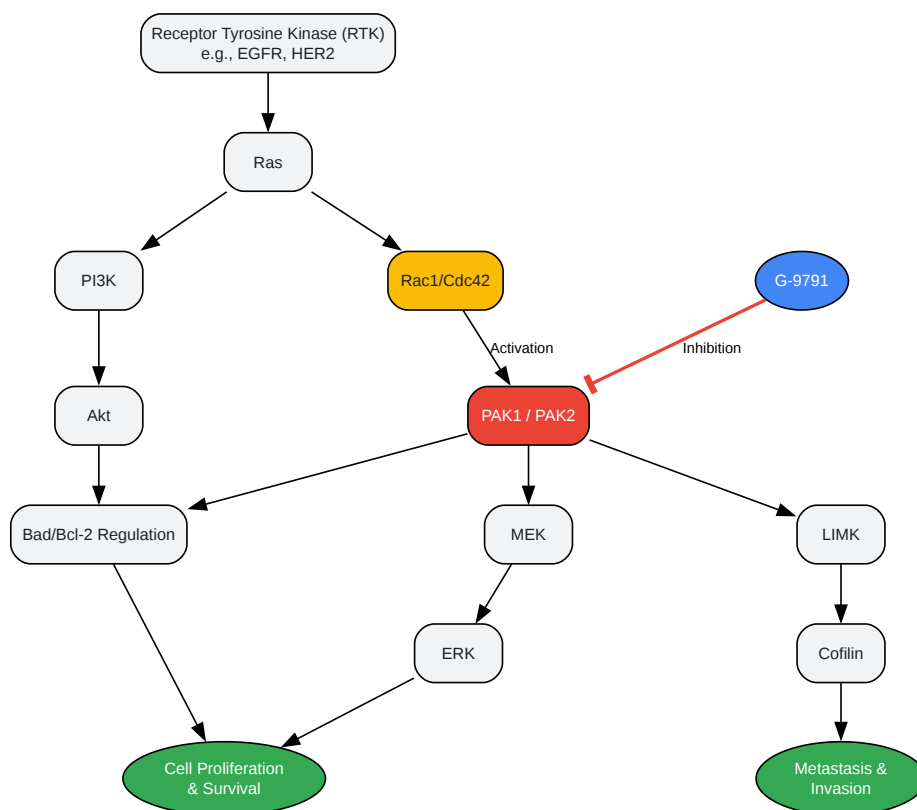 Receptor Tyrosine Kinase (RTK)
e.g., EGFR, HER2
Ras
PI3K
Rac1/Cdc42
G-9791
Activation
Inhibition
Akt
PAK1 / PAK2
Bad/Bcl-2 Regulation
MEK
LIMK
ERK
Cofilin
Cell Proliferation
& Survival
Metastasis &
Invasion